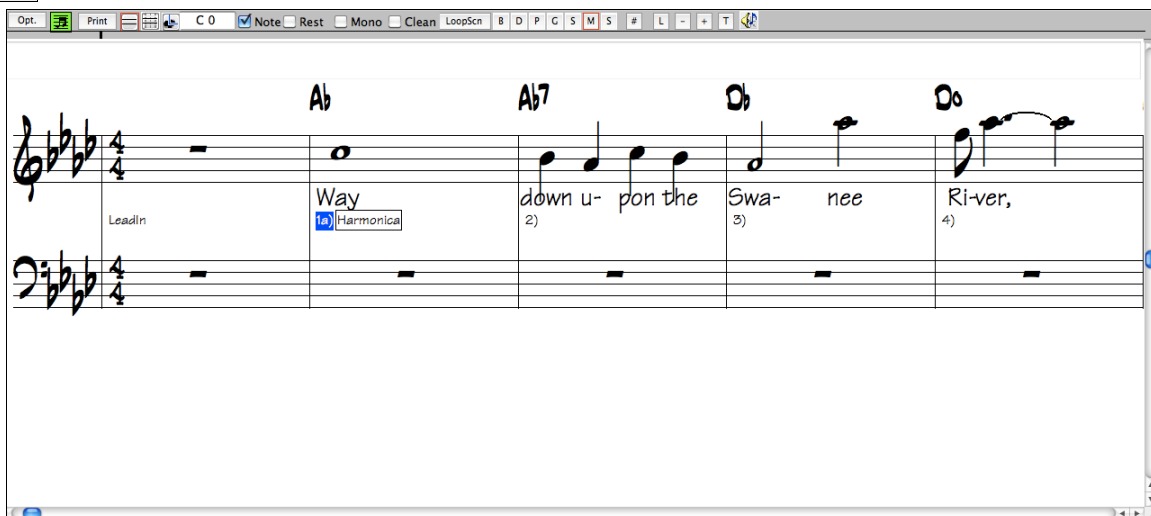 Opt. Print C 0 Note Rest Mono Clean LoopScn B D P G S M S # L - + T
Ab Ab7 Db Do
4 4
Way down u- pon the Swa- nee Ri-ver,
LeadIn 1a) Harmonica 2) 3) 4)
4 4